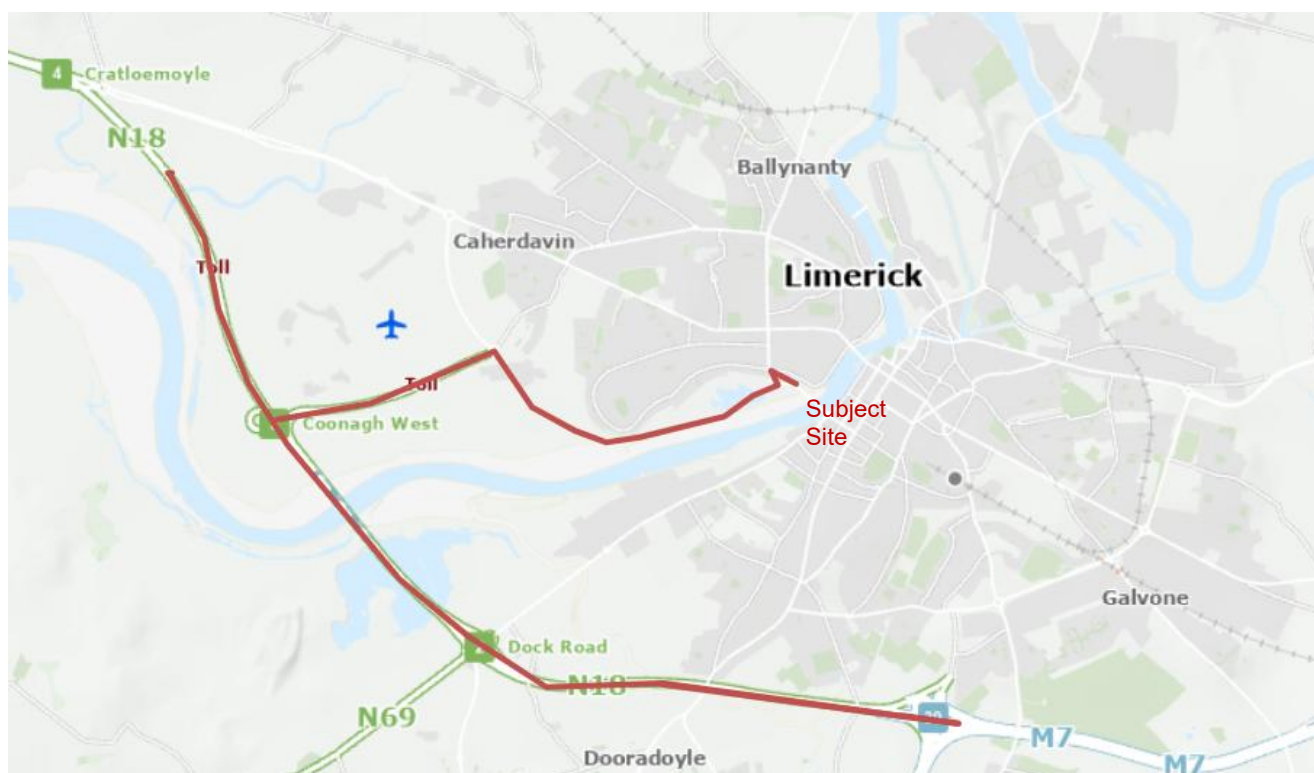 4 Cratloemoyle
N18
Ballynanty
Caherdavin
Toll
Limerick
Toll
Subject
Site
Coonagh West
Galvone
Dock Road
N18
N69
M7
Dooradoyle
M7